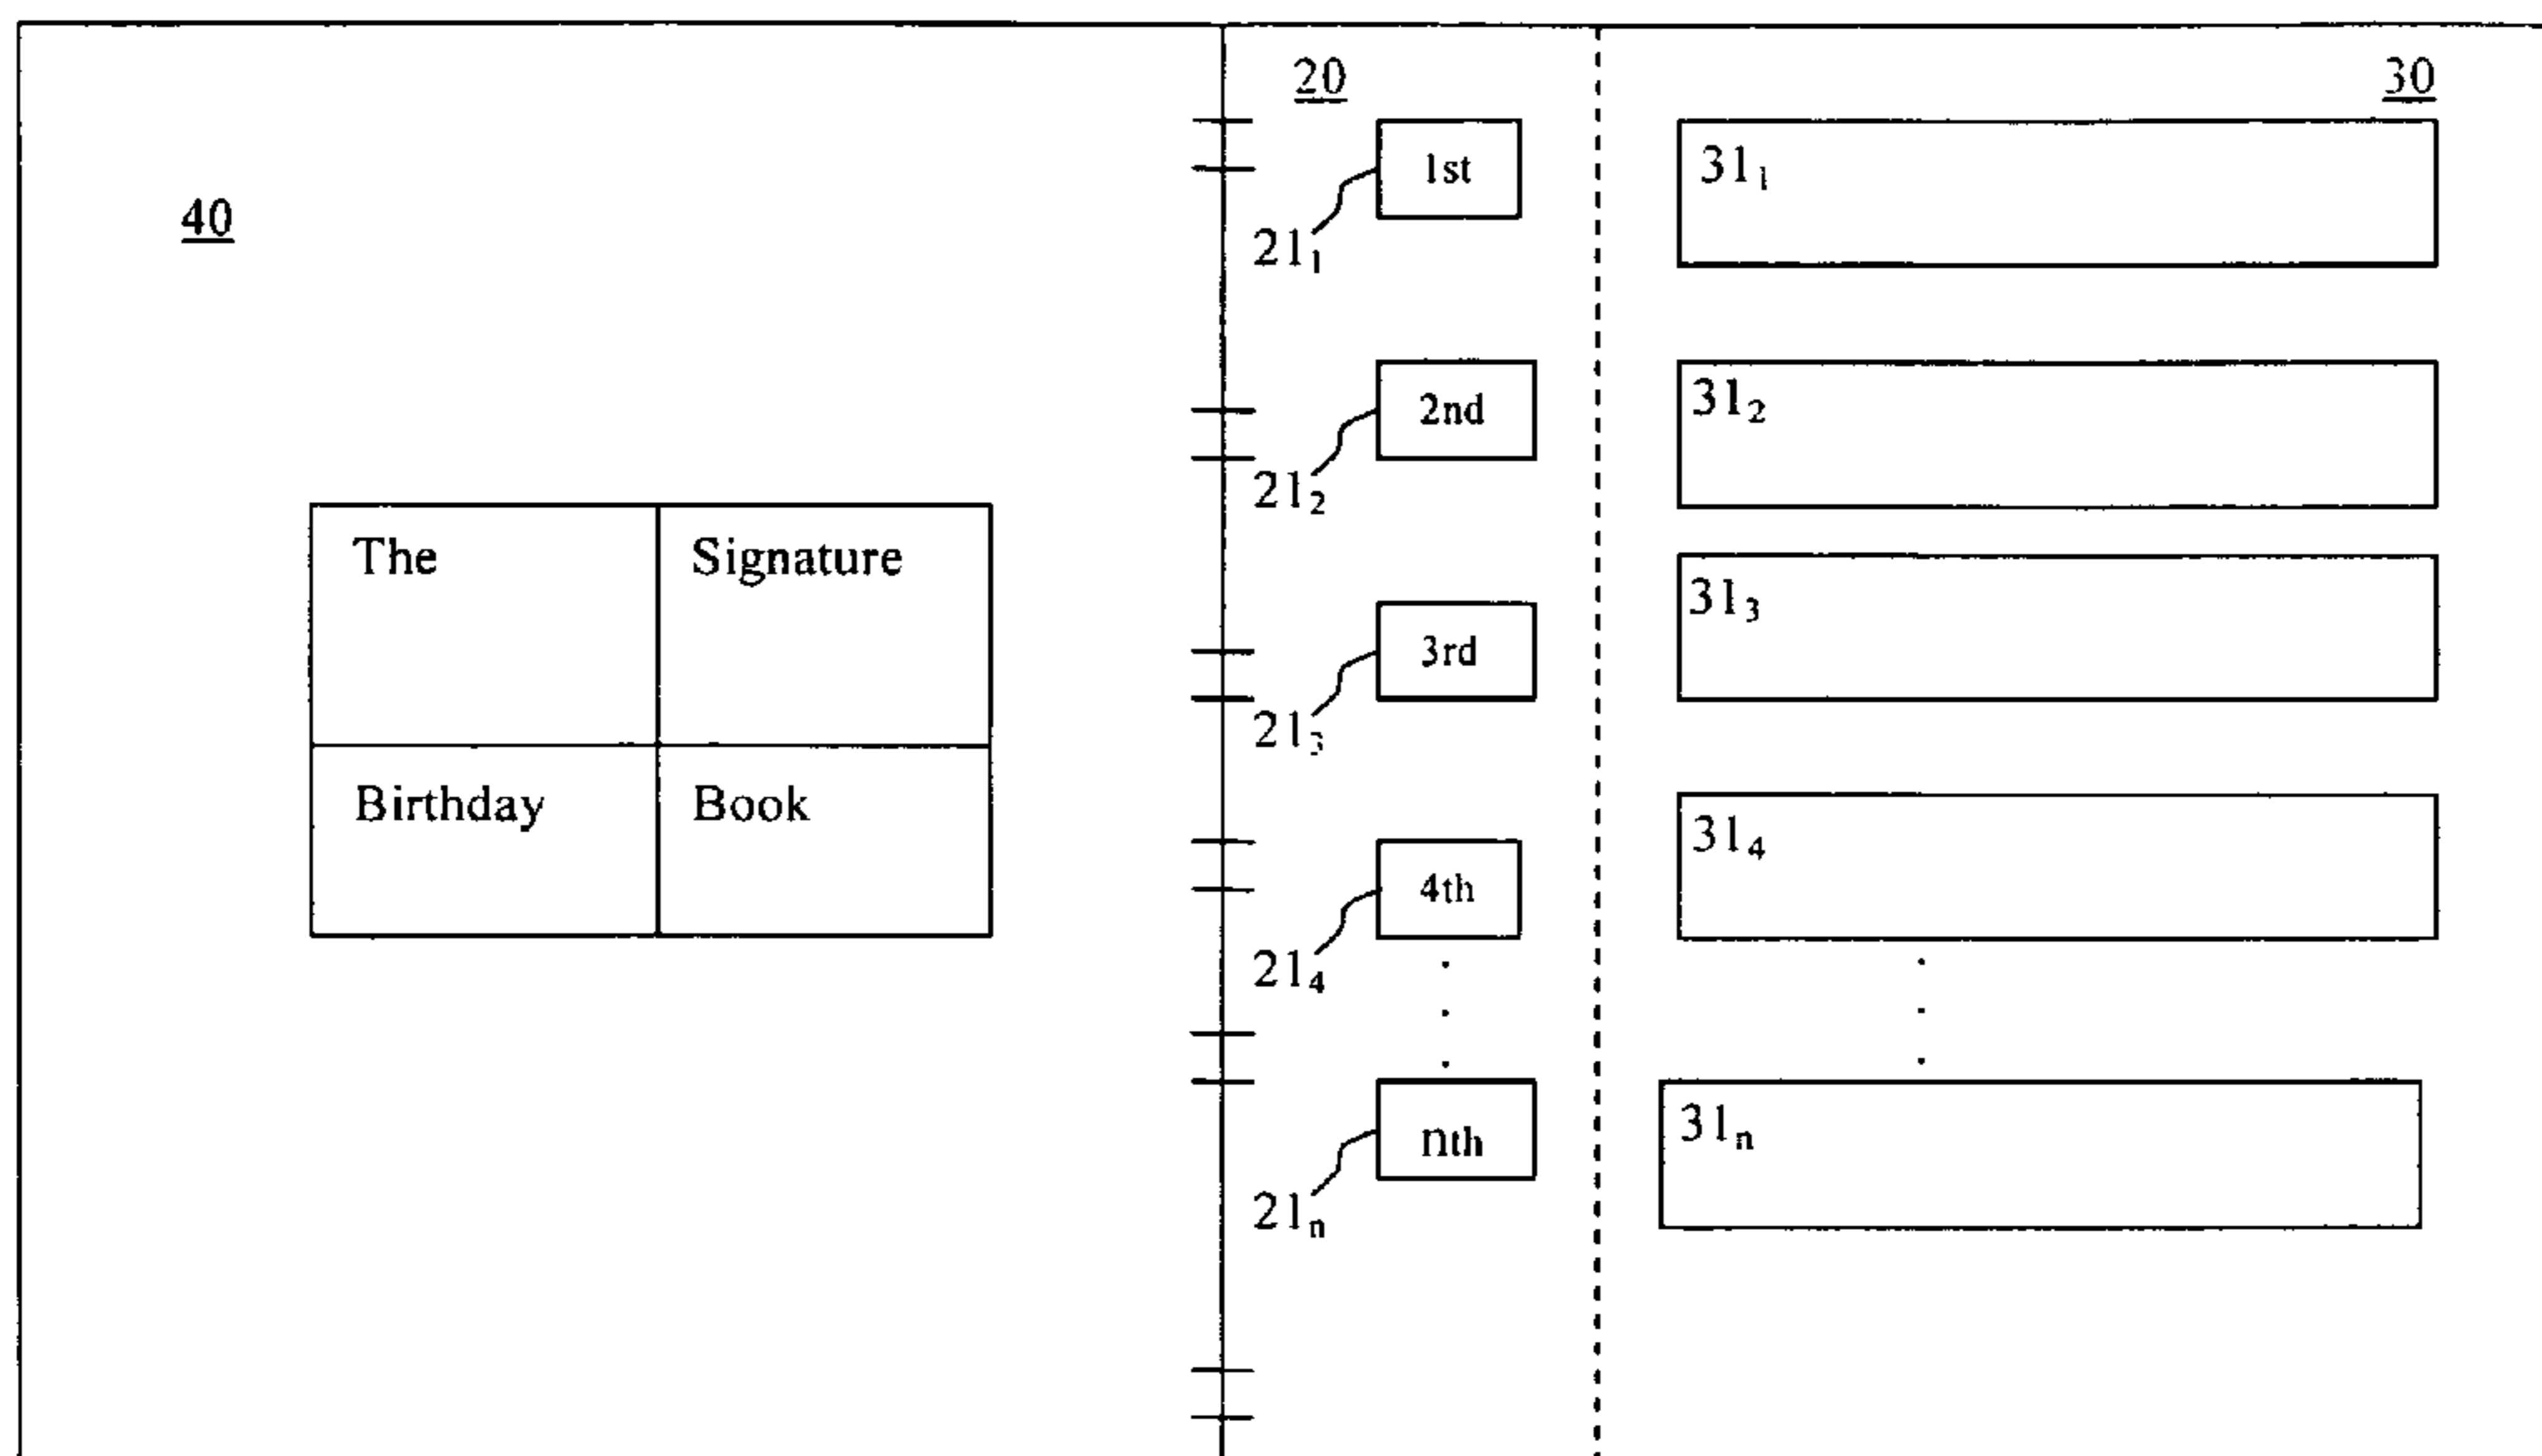 40
The Signature
Birthday Book
20
1st
21₁
2nd
21₂
3rd
21₃
4th
21₄
nth
21ₙ
30
31₁
31₂
31₃
31₄
31ₙ